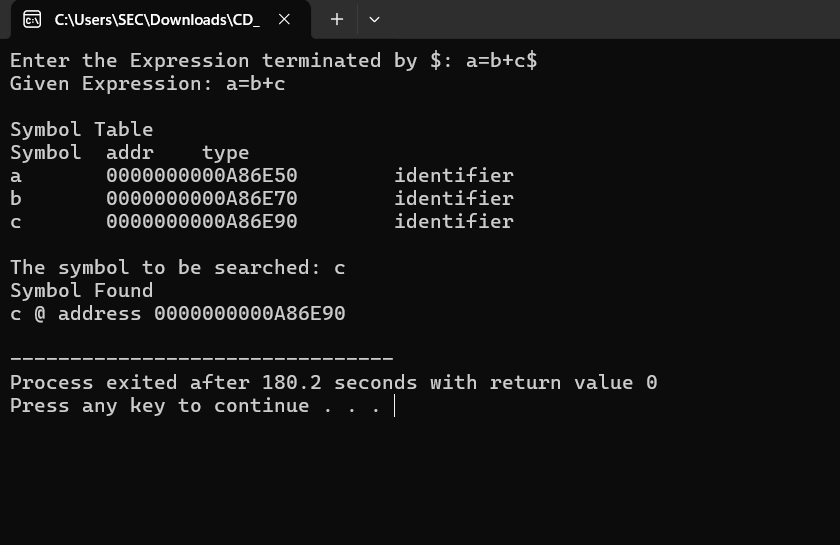 C:\Users\SEC\Downloads\CD_
Enter the Expression terminated by $: a=b+c$
Given Expression: a=b+c
Symbol Table
Symbol  addr    type
a       0000000000A86E50        identifier
b       0000000000A86E70        identifier
c       0000000000A86E90        identifier
The symbol to be searched: c
Symbol Found
c @ address 0000000000A86E90
--------------------------------
Process exited after 180.2 seconds with return value 0
Press any key to continue . . .